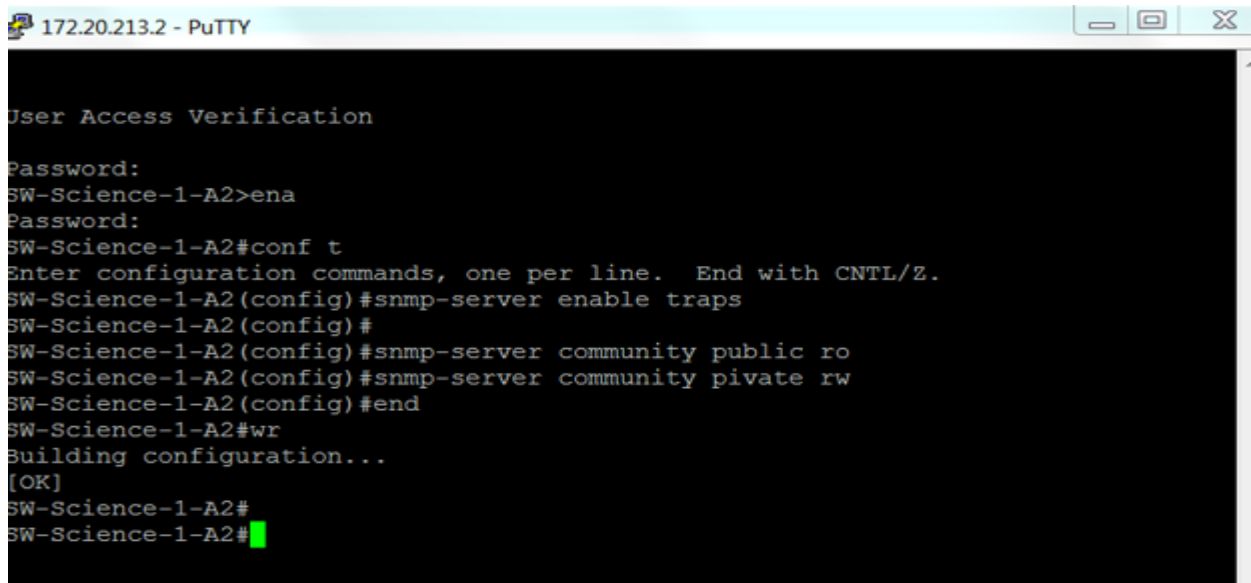 172.20.213.2 - PuTTY
User Access Verification
Password:
SW-Science-1-A2>ena
Password:
SW-Science-1-A2#conf t
Enter configuration commands, one per line.  End with CNTL/Z.
SW-Science-1-A2(config)#snmp-server enable traps
SW-Science-1-A2(config)#
SW-Science-1-A2(config)#snmp-server community public ro
SW-Science-1-A2(config)#snmp-server community pivate rw
SW-Science-1-A2(config)#end
SW-Science-1-A2#wr
Building configuration...
[OK]
SW-Science-1-A2#
SW-Science-1-A2#